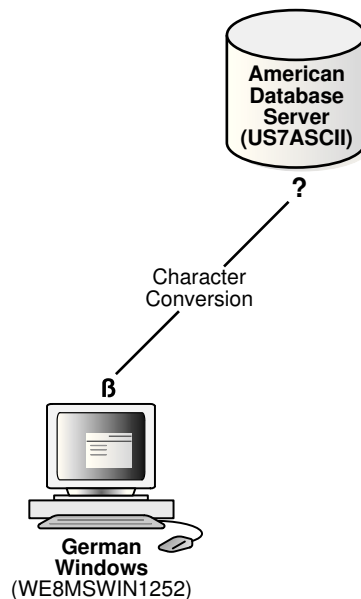 American
Database
Server
(US7ASCII)
?
Character
Conversion
ß
German
Windows
(WE8MSWIN1252)